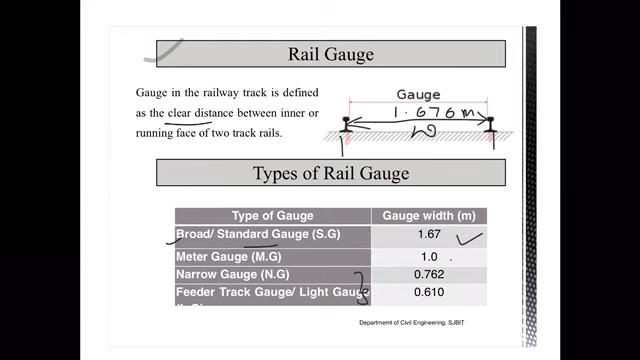 Rail Gauge
Gauge in the railway track is defined
as the clear distance between inner or
running face of two track rails.
Gauge
1.676m
Types of Rail Gauge
Type of Gauge Gauge width (m)
Broad/ Standard Gauge (S.G) 1.67
Meter Gauge (M.G) 1.0
Narrow Gauge (N.G) 0.762
Feeder Track Gauge/ Light Gauge 0.610
Departmemt of Civil Engineering, SJBIT